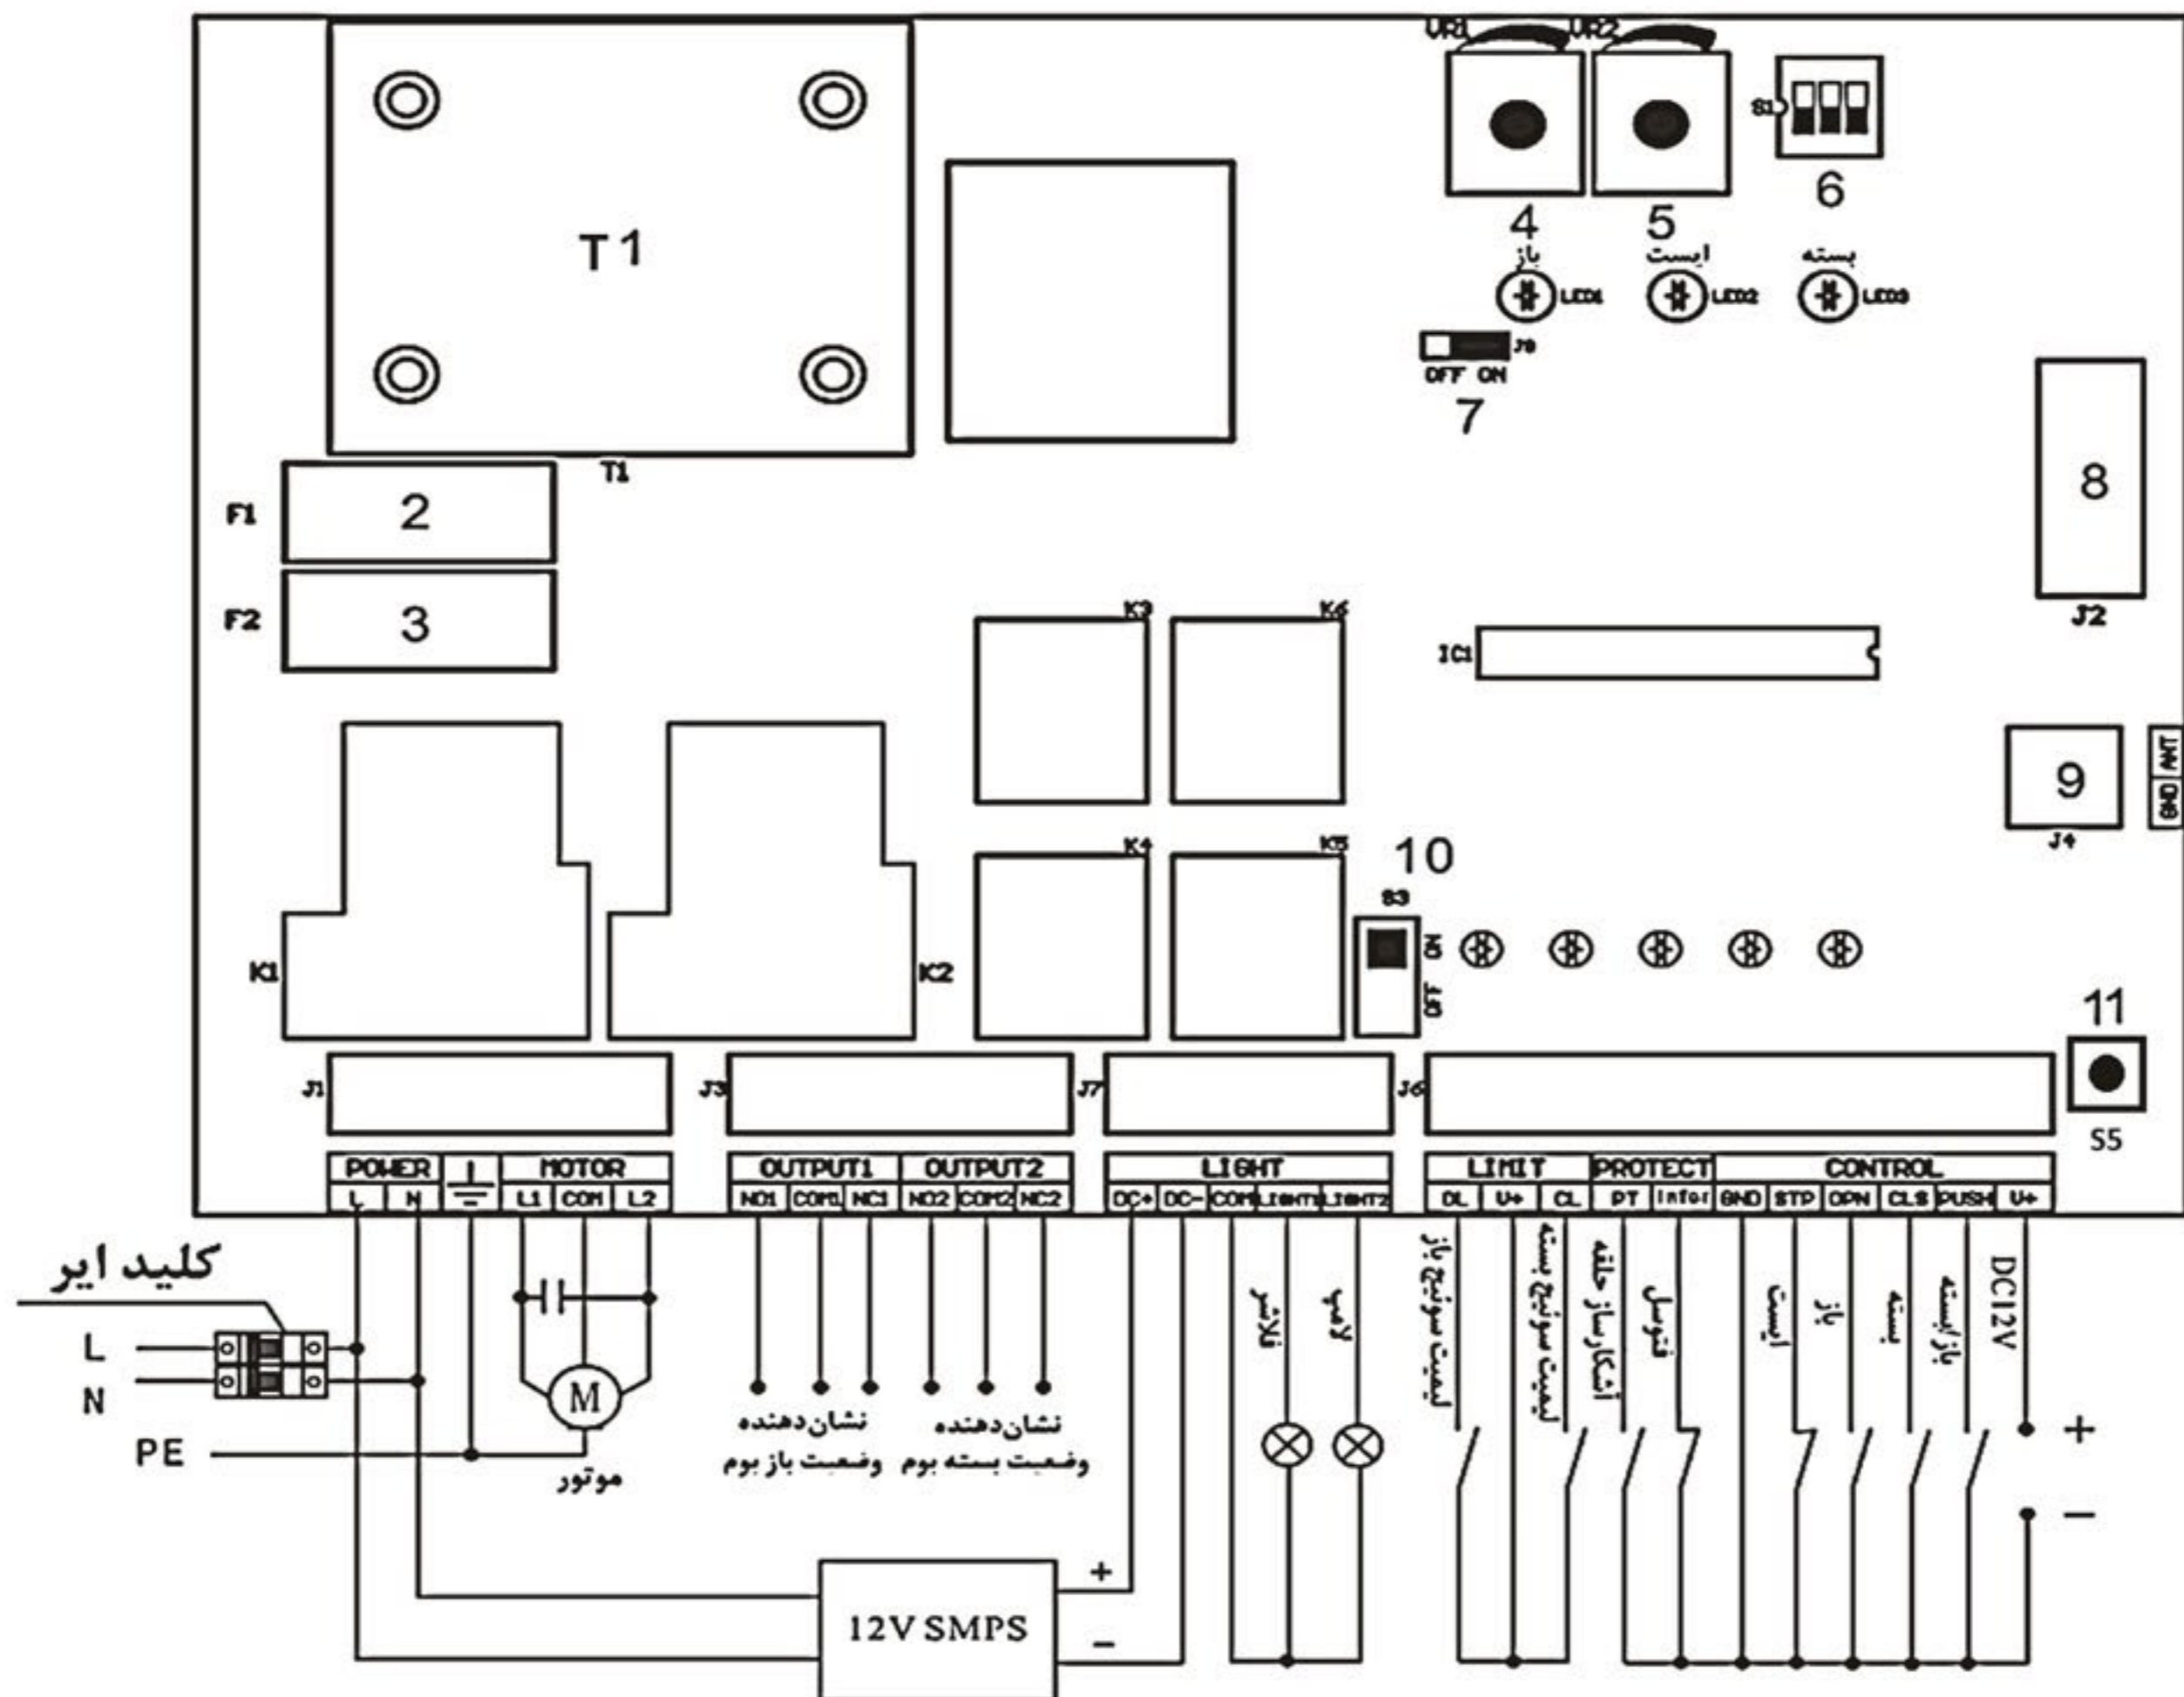 VR1 VR2
S1
T1
4 5 6
باز ایست بسته
LED1 LED2 LED3
J9
OFF ON
7
T1
F1 2
F2 3
8
J2
K3 K6
IC1
9
J4
ANT
GND
K4 K5
10
S3
ON
OFF
K1 K2
11
S5
J1 J3 J7 J6
POWER MOTOR OUTPUT1 OUTPUT2 LIGHT LIMIT PROTECT CONTROL
L N L1 COM L2 NO1 COM1 NC1 NO2 COM2 NC2 DC+ DC- COM LIGHT1 LIGHT2 OL V+ CL PT Infor GND STP OPN CLS PUSH V+
کلید ایر
L
N
PE
M
موتور
نشان‌دهنده
وضعیت باز بوم
نشان‌دهنده
وضعیت بسته بوم
فلاشر
لامپ
لیمیت سوئیچ باز
لیمیت سوئیچ بسته
آشکارساز حلقه
فتوسل
ایست
باز
بسته
باز/بسته
DC12V
+
−
12V SMPS
+
−